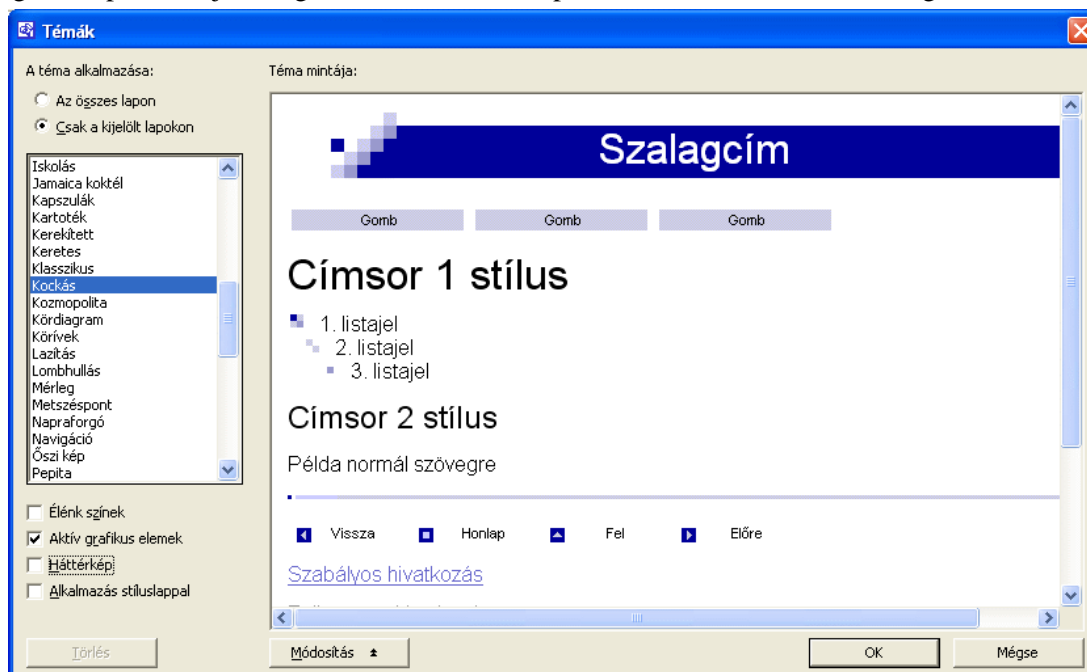 Témák
A téma alkalmazása:
Az összes lapon
Csak a kijelölt lapokon
Iskolás
Jamaica koktél
Kapszulák
Kartoték
Kerekített
Keretes
Klasszikus
Kockás
Kozmopolita
Kördiagram
Körívek
Lazítás
Lombhullás
Mérleg
Metszéspont
Napraforgó
Navigáció
Őszi kép
Pepita
Élénk színek
Aktív grafikus elemek
Háttérkép
Alkalmazás stíluslappal
Törlés
Téma mintája:
Szalagcím
Gomb Gomb Gomb
Címsor 1 stílus
1. listajel
2. listajel
3. listajel
Címsor 2 stílus
Példa normál szövegre
Vissza Honlap Fel Előre
Szabályos hivatkozás
Módosítás OK Mégse